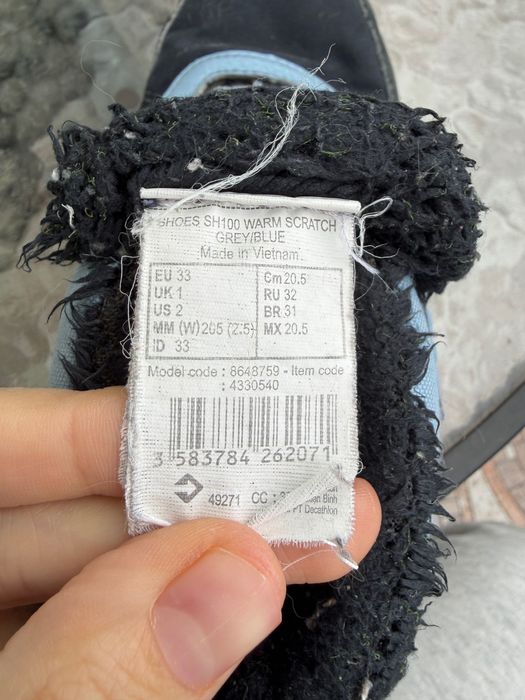 SHOES SH100 WARM SCRATCH
GREY/BLUE
Made in Vietnam
EU 33 Cm 20.5
UK 1 RU 32
US 2 BR 31
MM (W) 205 (2.5) MX 20.5
ID 33
Model code : 8648759 - Item code
: 4330540
3 583784 262071
49271 CC :
PT Decathlon